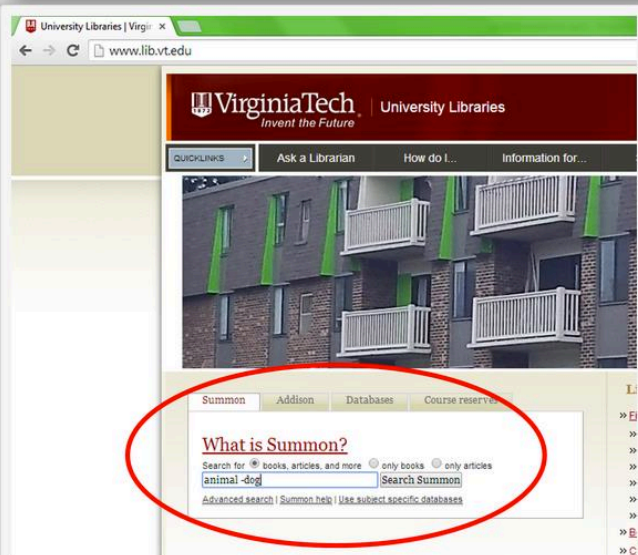 University Libraries | Virgir
www.lib.vt.edu
1872 VirginiaTech
Invent the Future
University Libraries
QUICKLINKS Ask a Librarian How do I... Information for...
Summon Addison Databases Course reserves
What is Summon?
Search for books, articles, and more only books only articles
animal -dog Search Summon
Advanced search | Summon help | Use subject specific databases